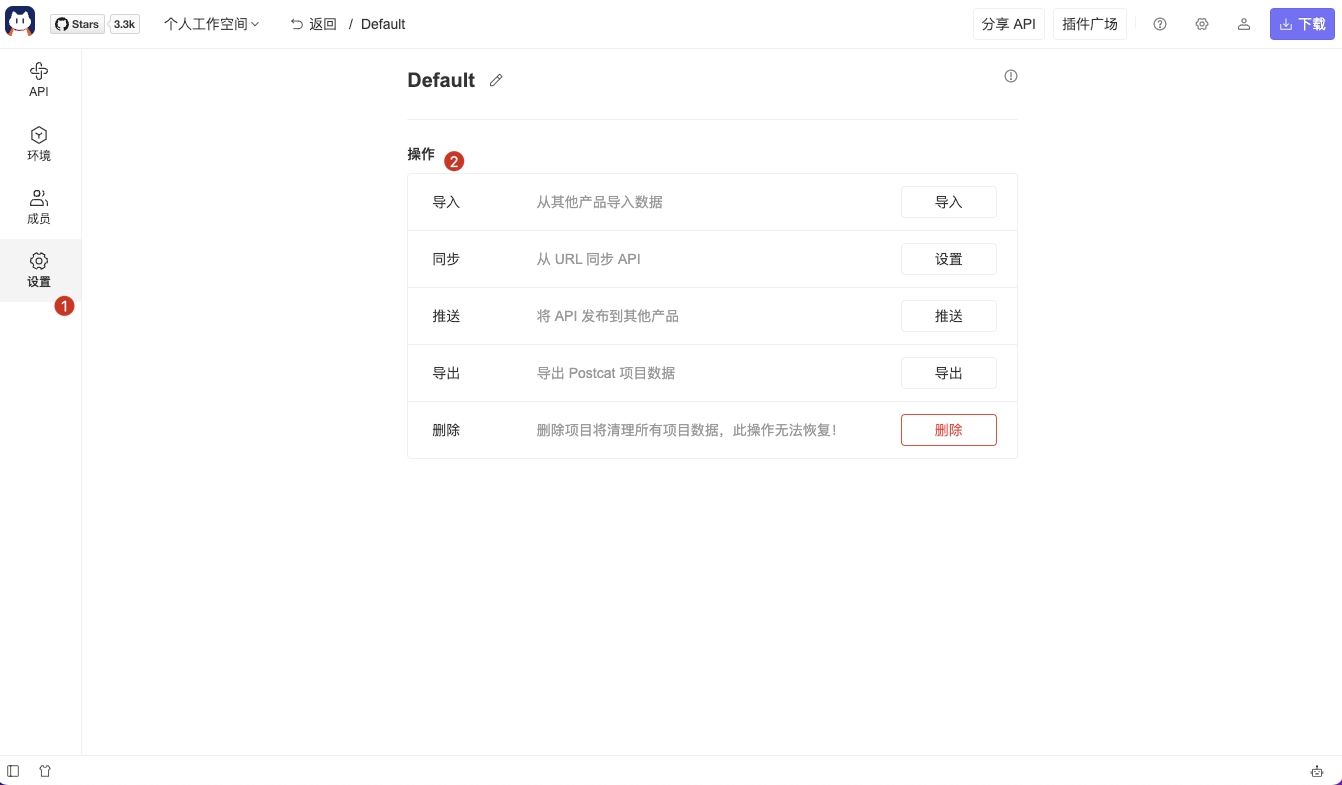 Stars 3.3k 个人工作空间 返回 / Default 分享 API 插件广场 下载
API
环境
成员
设置
1
Default
操作 2
导入 从其他产品导入数据 导入
同步 从 URL 同步 API 设置
推送 将 API 发布到其他产品 推送
导出 导出 Postcat 项目数据 导出
删除 删除项目将清理所有项目数据，此操作无法恢复！ 删除